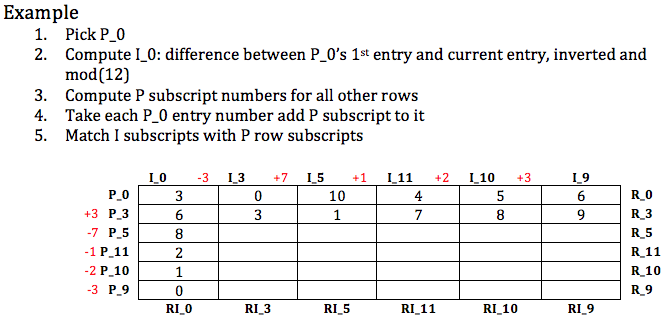 Example
1. Pick P_0
2. Compute I_0: difference between P_0's 1st entry and current entry, inverted and
mod(12)
3. Compute P subscript numbers for all other rows
4. Take each P_0 entry number add P subscript to it
5. Match I subscripts with P row subscripts
I_0 -3 I_3 +7 I_5 +1 I_11 +2 I_10 +3 I_9
P_0 3 0 10 4 5 6 R_0
+3 P_3 6 3 1 7 8 9 R_3
-7 P_5 8 R_5
-1 P_11 2 R_11
-2 P_10 1 R_10
-3 P_9 0 R_9
RI_0 RI_3 RI_5 RI_11 RI_10 RI_9